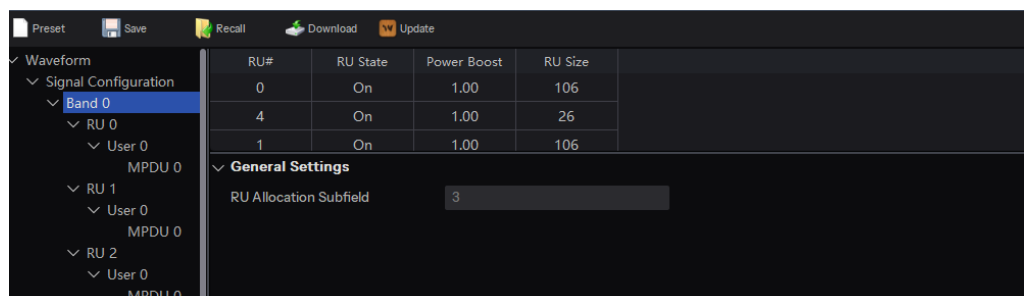 Preset Save Recall Download Update
Waveform
Signal Configuration
Band 0
RU 0
User 0
MPDU 0
RU 1
User 0
MPDU 0
RU 2
User 0
MPDU 0
RU# RU State Power Boost RU Size
0 On 1.00 106
4 On 1.00 26
1 On 1.00 106
General Settings
RU Allocation Subfield 3